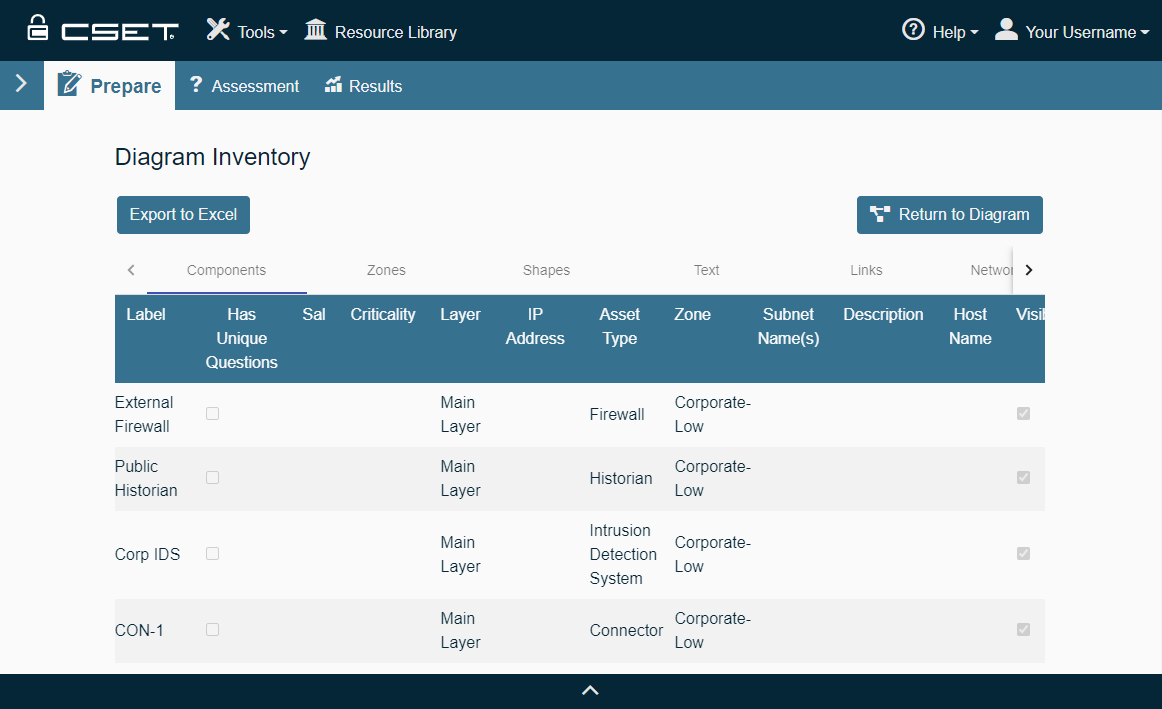 CSET Tools Resource Library Help Your Username
Prepare ? Assessment Results
Diagram Inventory
Export to Excel Return to Diagram
Components Zones Shapes Text Links Networ
Label Has Sal Criticality Layer IP Asset Zone Subnet Description Host Visib
Unique Address Type Name(s) Name
Questions
External Main Firewall Corporate-
Firewall Layer Low
Public Main Historian Corporate-
Historian Layer Low
Intrusion
Corp IDS Main Detection Corporate-
Layer System Low
CON-1 Main Connector Corporate-
Layer Low